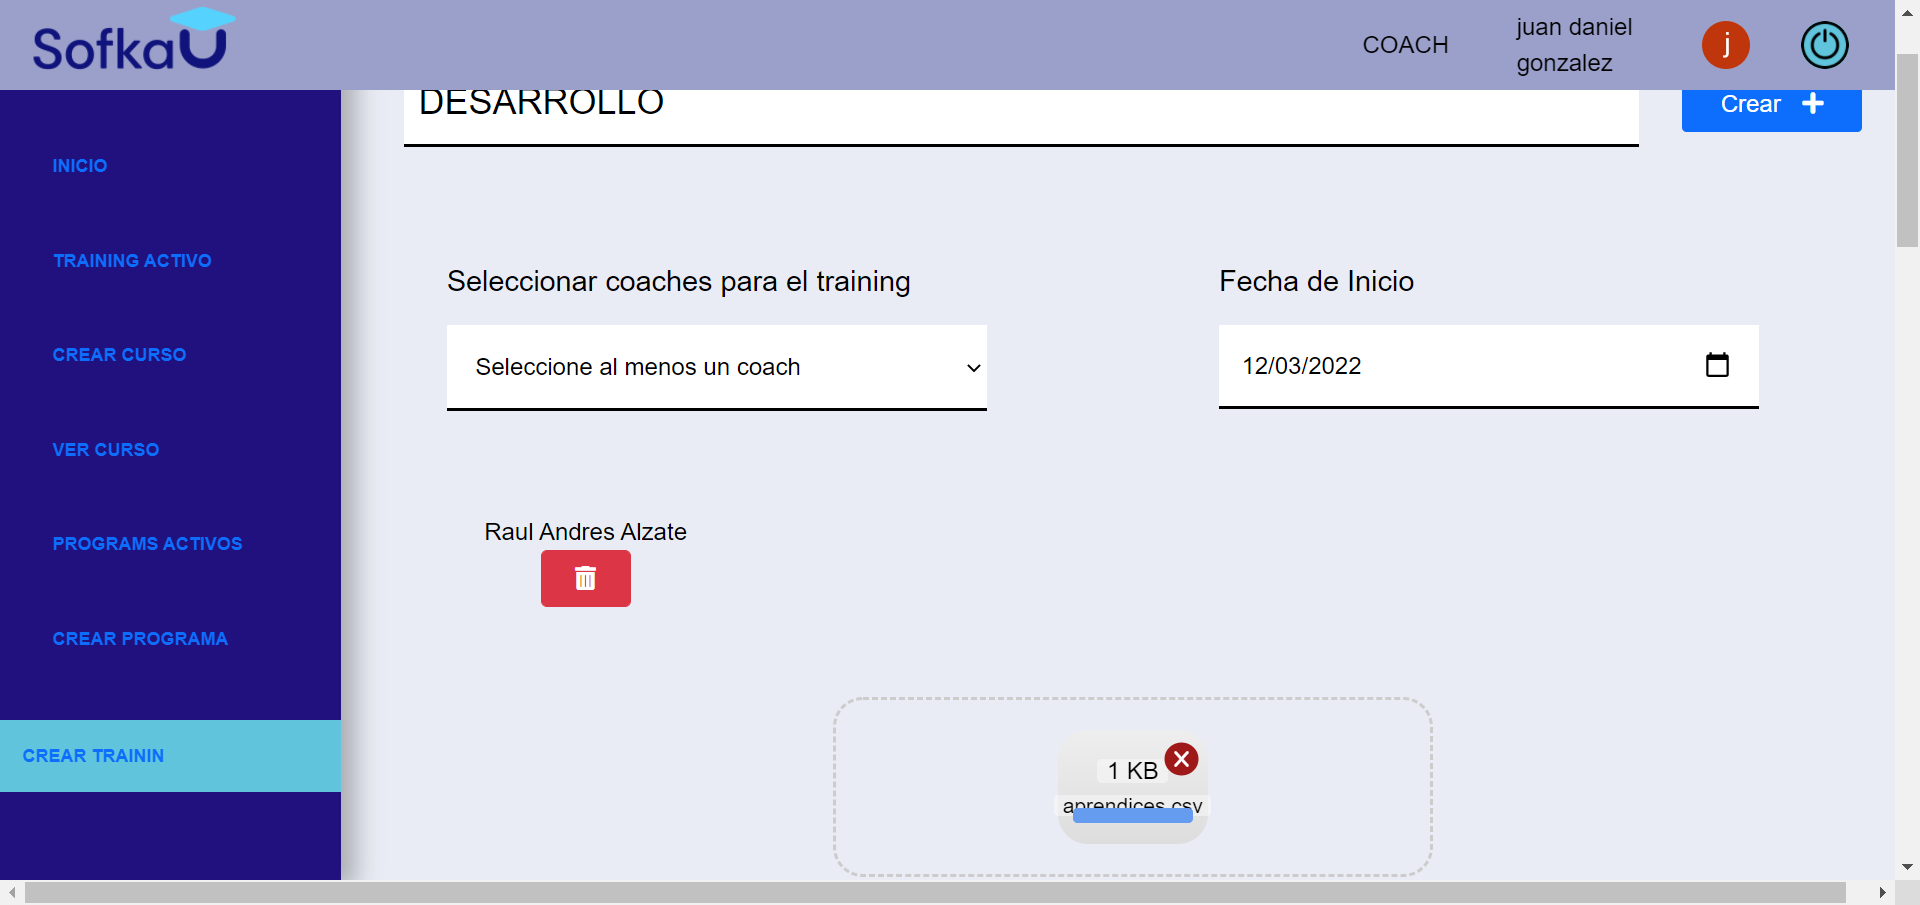 SofkaU
COACH
juan daniel
gonzalez
j
DESARROLLO
Crear
INICIO
TRAINING ACTIVO
CREAR CURSO
VER CURSO
PROGRAMS ACTIVOS
CREAR PROGRAMA
CREAR TRAININ
Seleccionar coaches para el training
Fecha de Inicio
Seleccione al menos un coach
12/03/2022
Raul Andres Alzate
1 KB
aprendices.csv